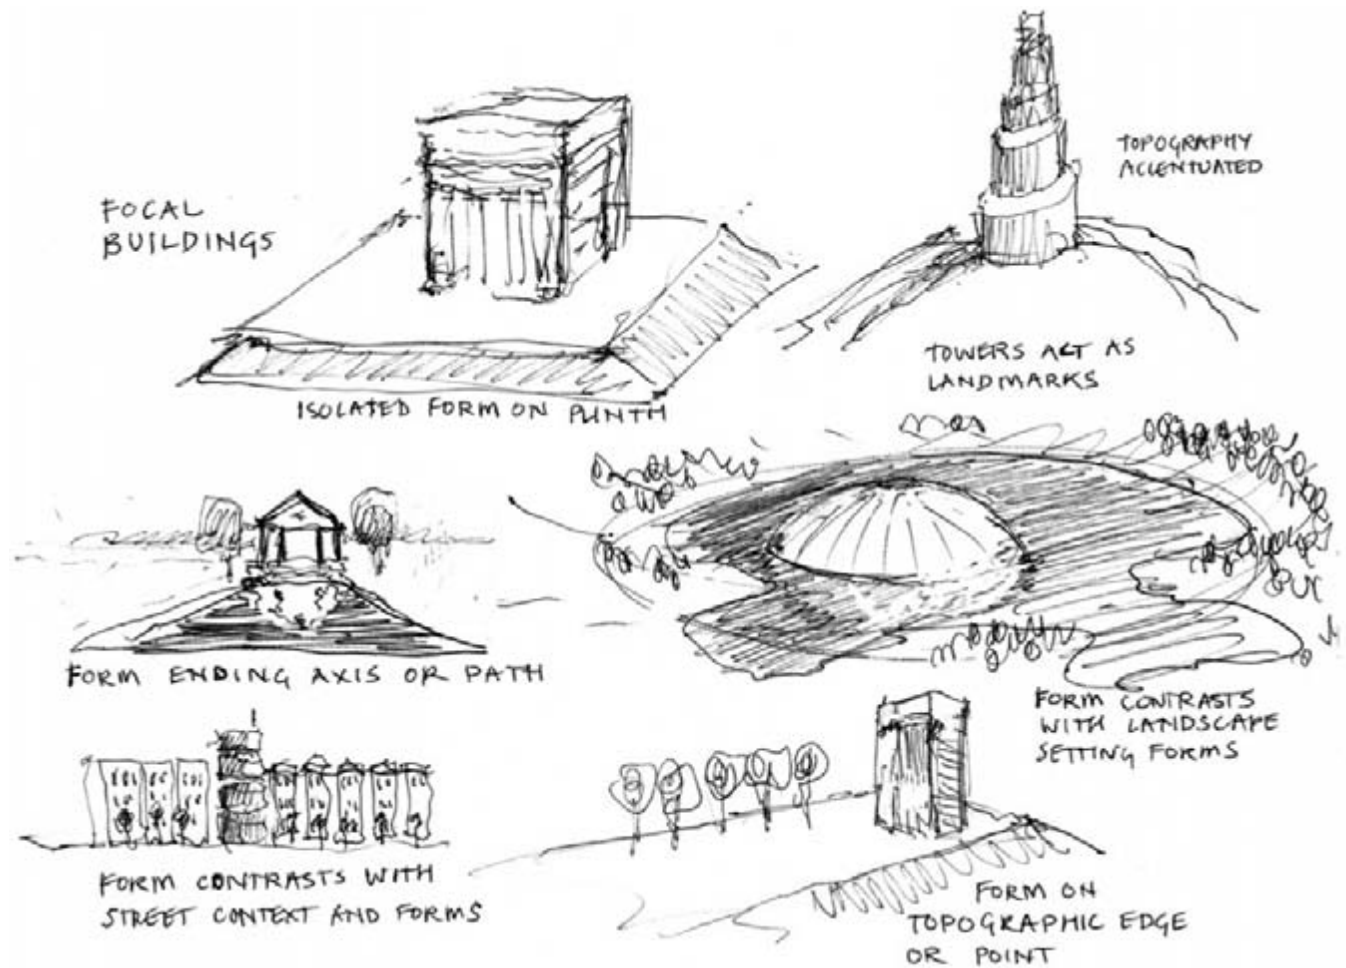 FOCAL
BUILDINGS
ISOLATED FORM ON PLINTH
TOPOGRAPHY
ACCENTUATED
TOWERS ACT AS
LANDMARKS
FORM ENDING AXIS OR PATH
FORM CONTRASTS
WITH LANDSCAPE
SETTING FORMS
FORM CONTRASTS WITH
STREET CONTEXT AND FORMS
FORM ON
TOPOGRAPHIC EDGE
OR POINT